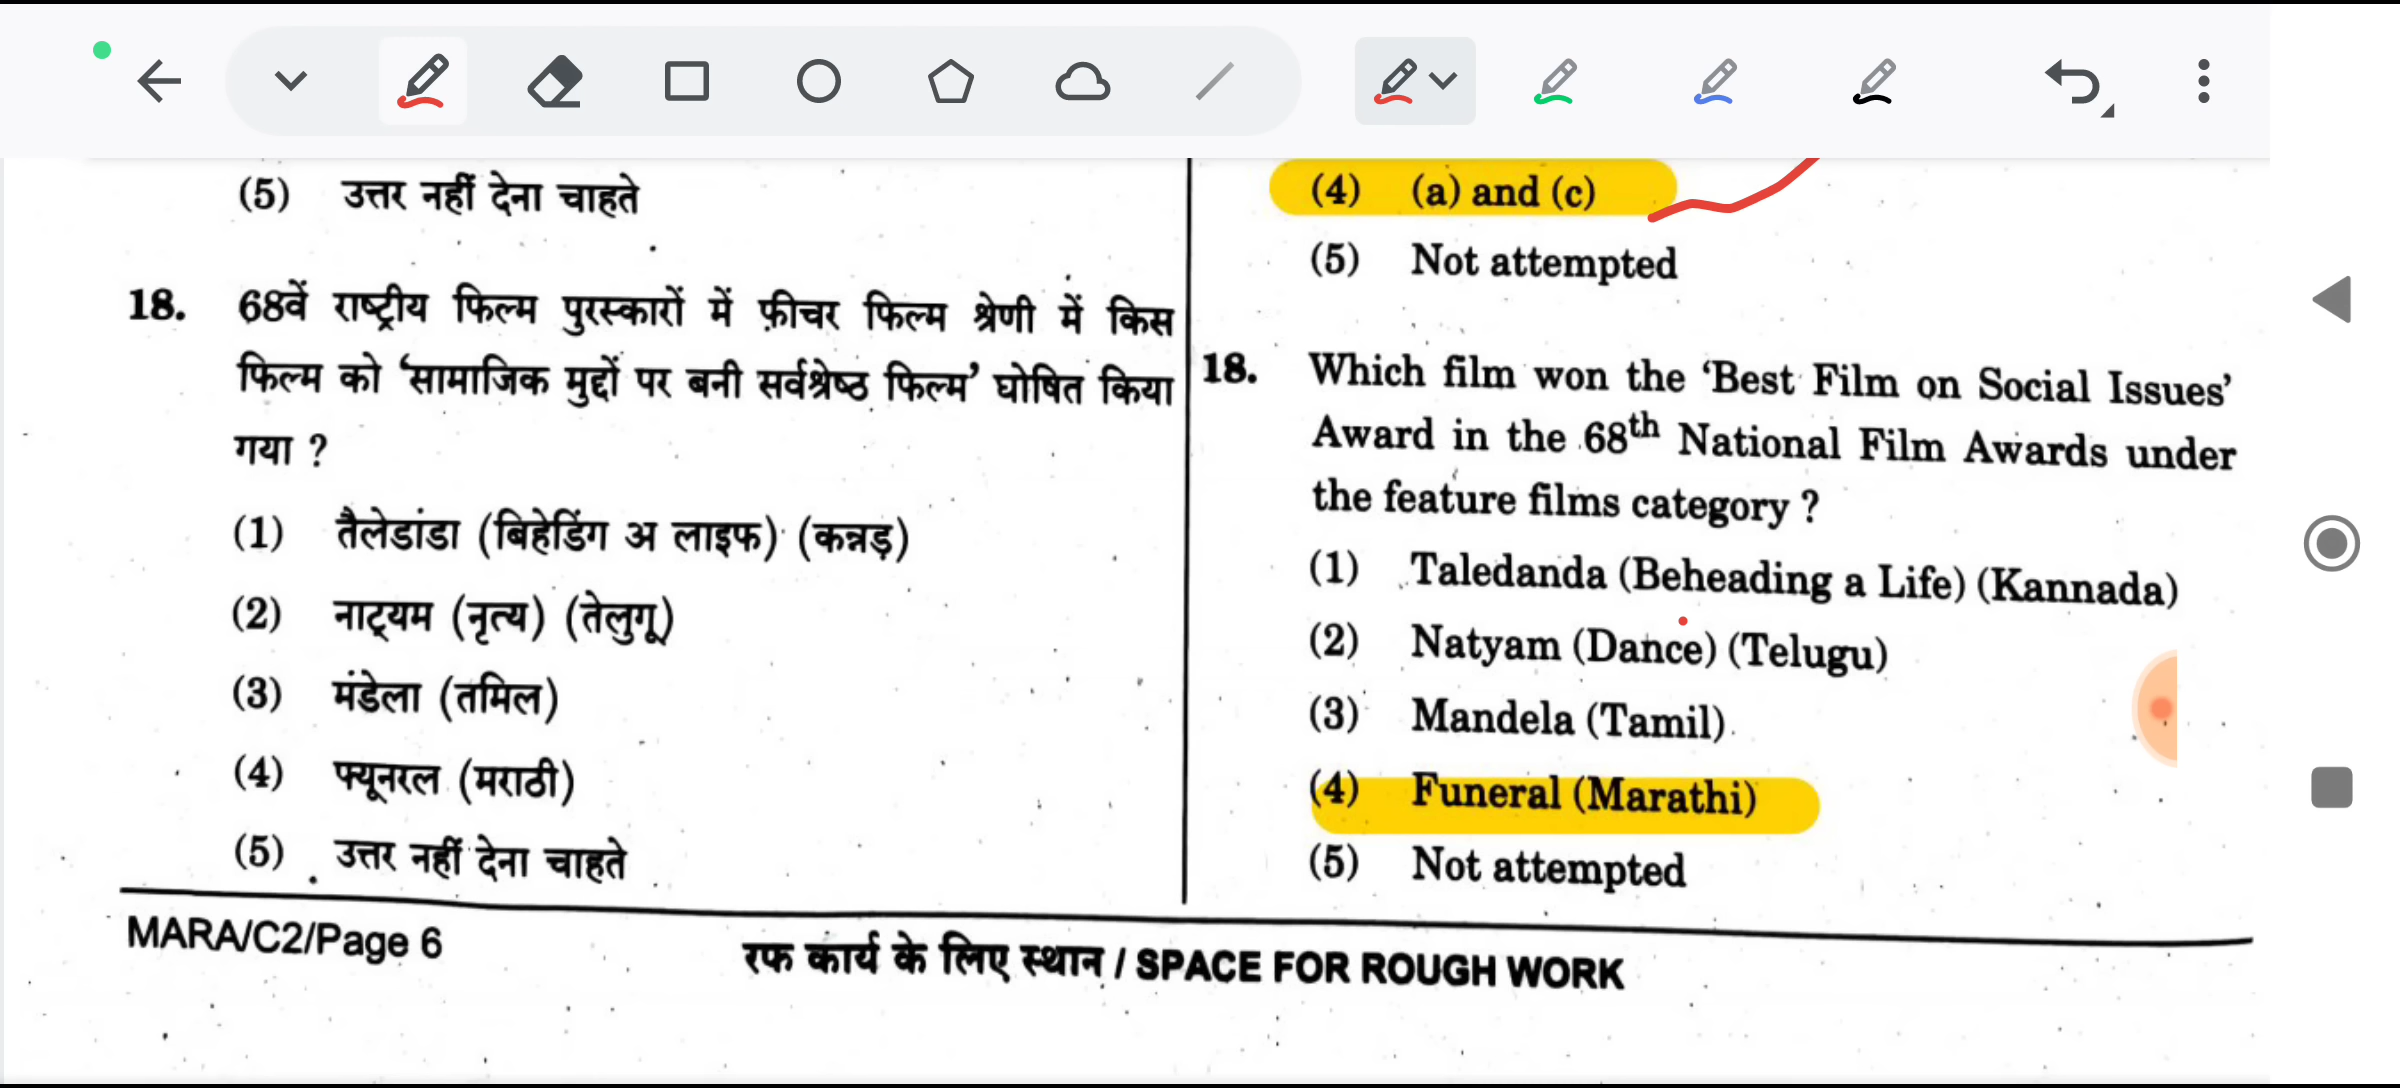 (5) उत्तर नहीं देना चाहते
18. 68वें राष्ट्रीय फिल्म पुरस्कारों में फ़ीचर फिल्म श्रेणी में किस
फिल्म को ‘सामाजिक मुद्दों पर बनी सर्वश्रेष्ठ फिल्म’ घोषित किया
गया ?
(1) तैलेडांडा (बिहेडिंग अ लाइफ) (कन्नड़)
(2) नाट्यम (नृत्य) (तेलुगू)
(3) मंडेला (तमिल)
(4) फ्यूनरल (मराठी)
(5) उत्तर नहीं देना चाहते
(4) (a) and (c)
(5) Not attempted
18. Which film won the ‘Best Film on Social Issues’
Award in the 68th National Film Awards under
the feature films category ?
(1) Taledanda (Beheading a Life) (Kannada)
(2) Natyam (Dance) (Telugu)
(3) Mandela (Tamil)
(4) Funeral (Marathi)
(5) Not attempted
MARA/C2/Page 6
रफ कार्य के लिए स्थान / SPACE FOR ROUGH WORK